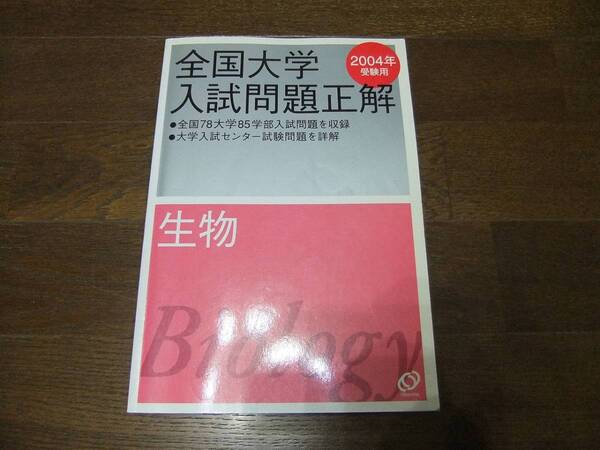 全国大学
入試問題正解
2004年
受験用
●全国78大学85学部入試問題を収録
●大学入試センター試験問題を詳解
生物
Biology